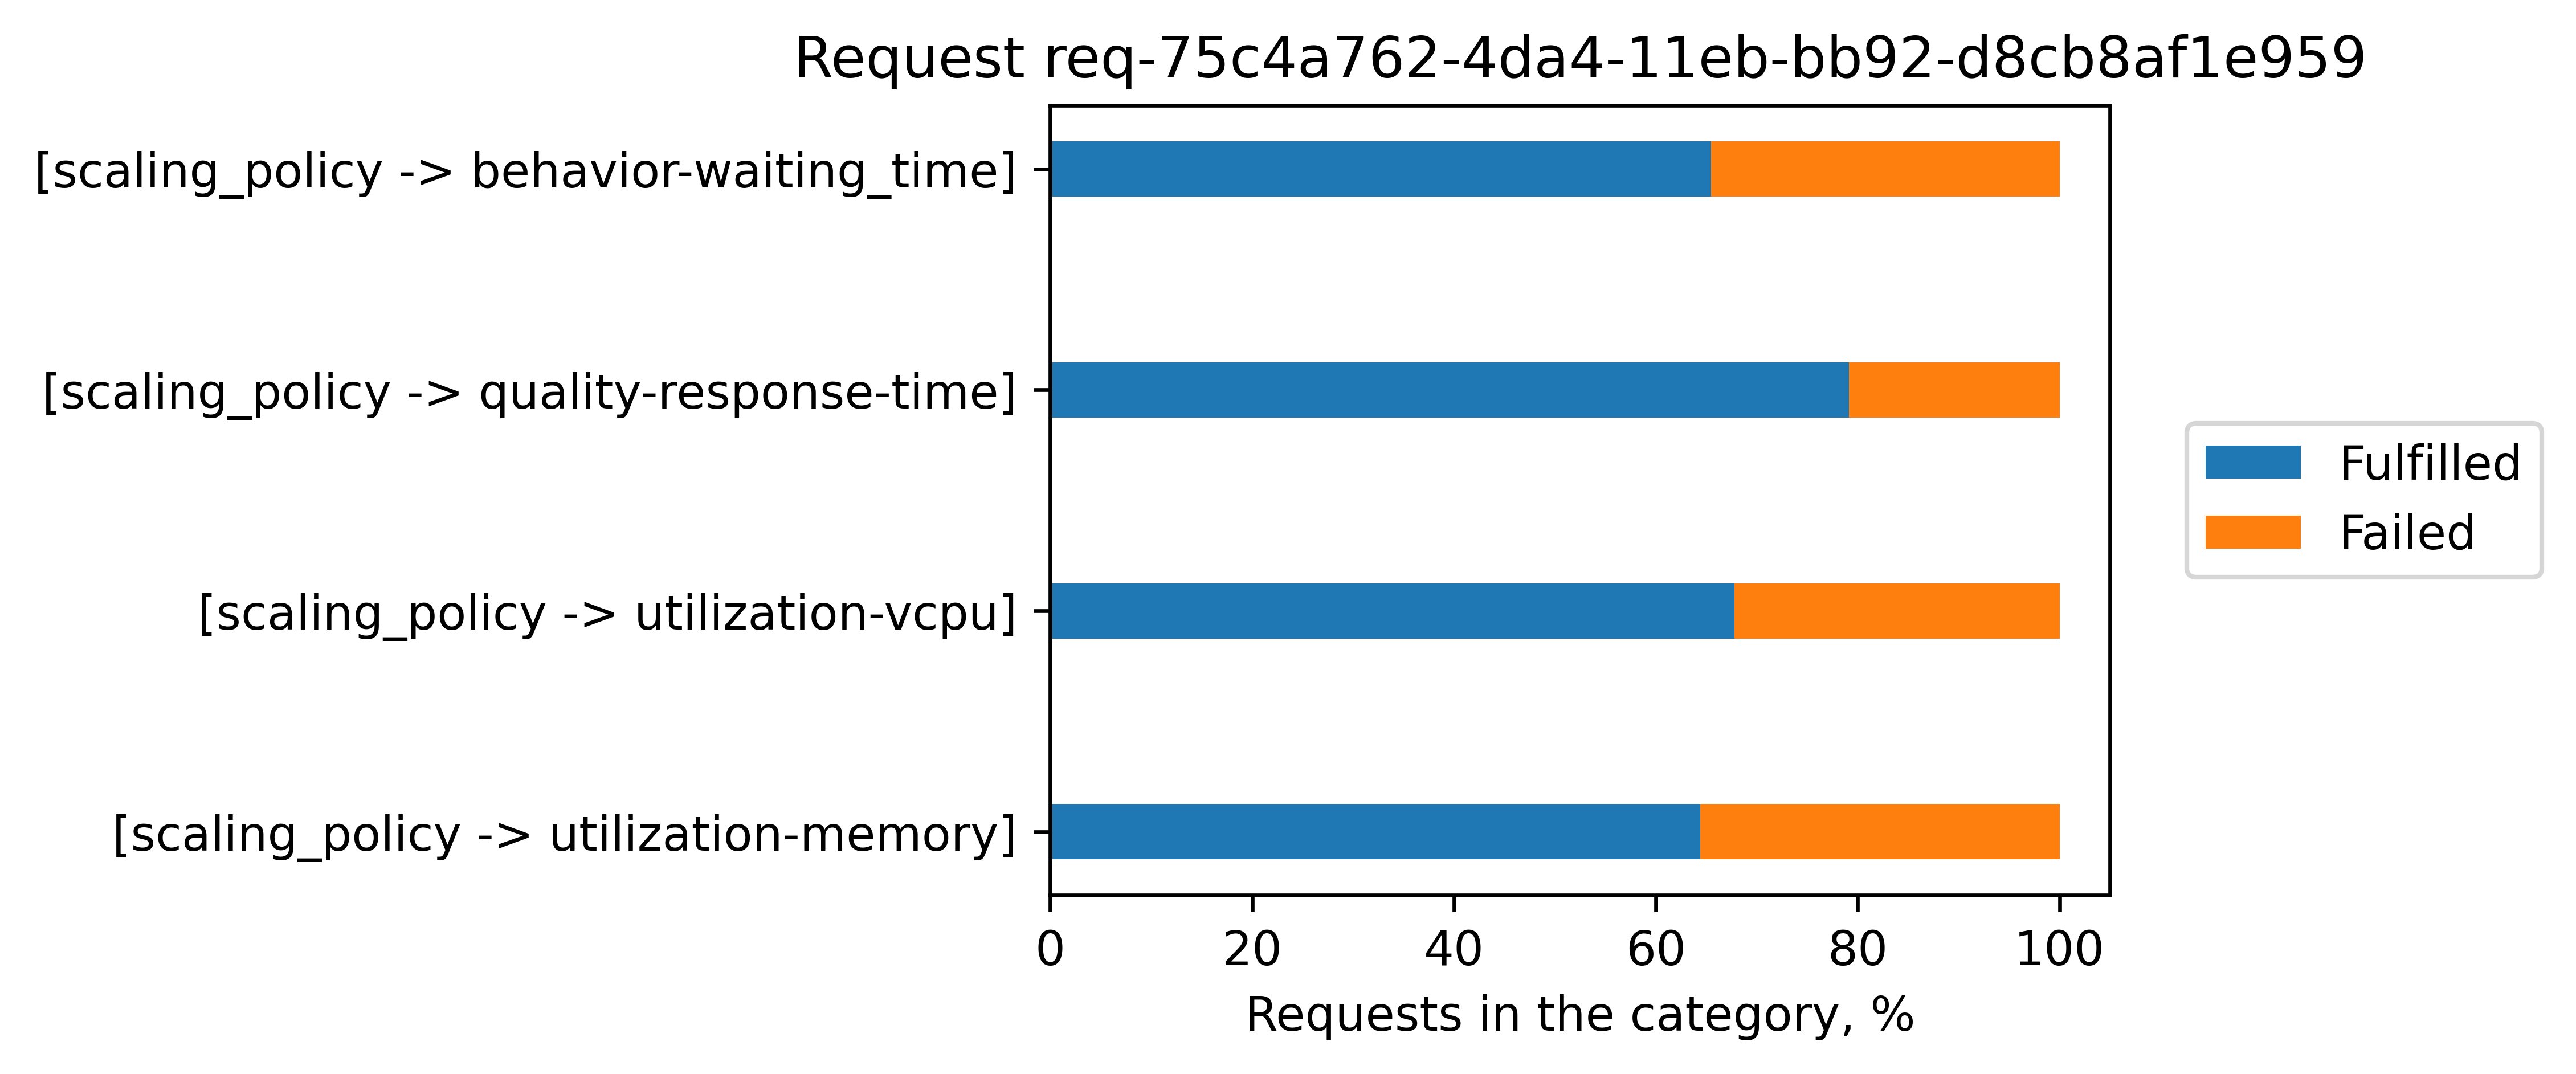 Request req-75c4a762-4da4-11eb-bb92-d8cb8af1e959
[scaling_policy -> behavior-waiting_time]
[scaling_policy -> quality-response-time]
[scaling_policy -> utilization-vcpu]
[scaling_policy -> utilization-memory]
0 20 40 60 80 100
Requests in the category, %
Fulfilled
Failed